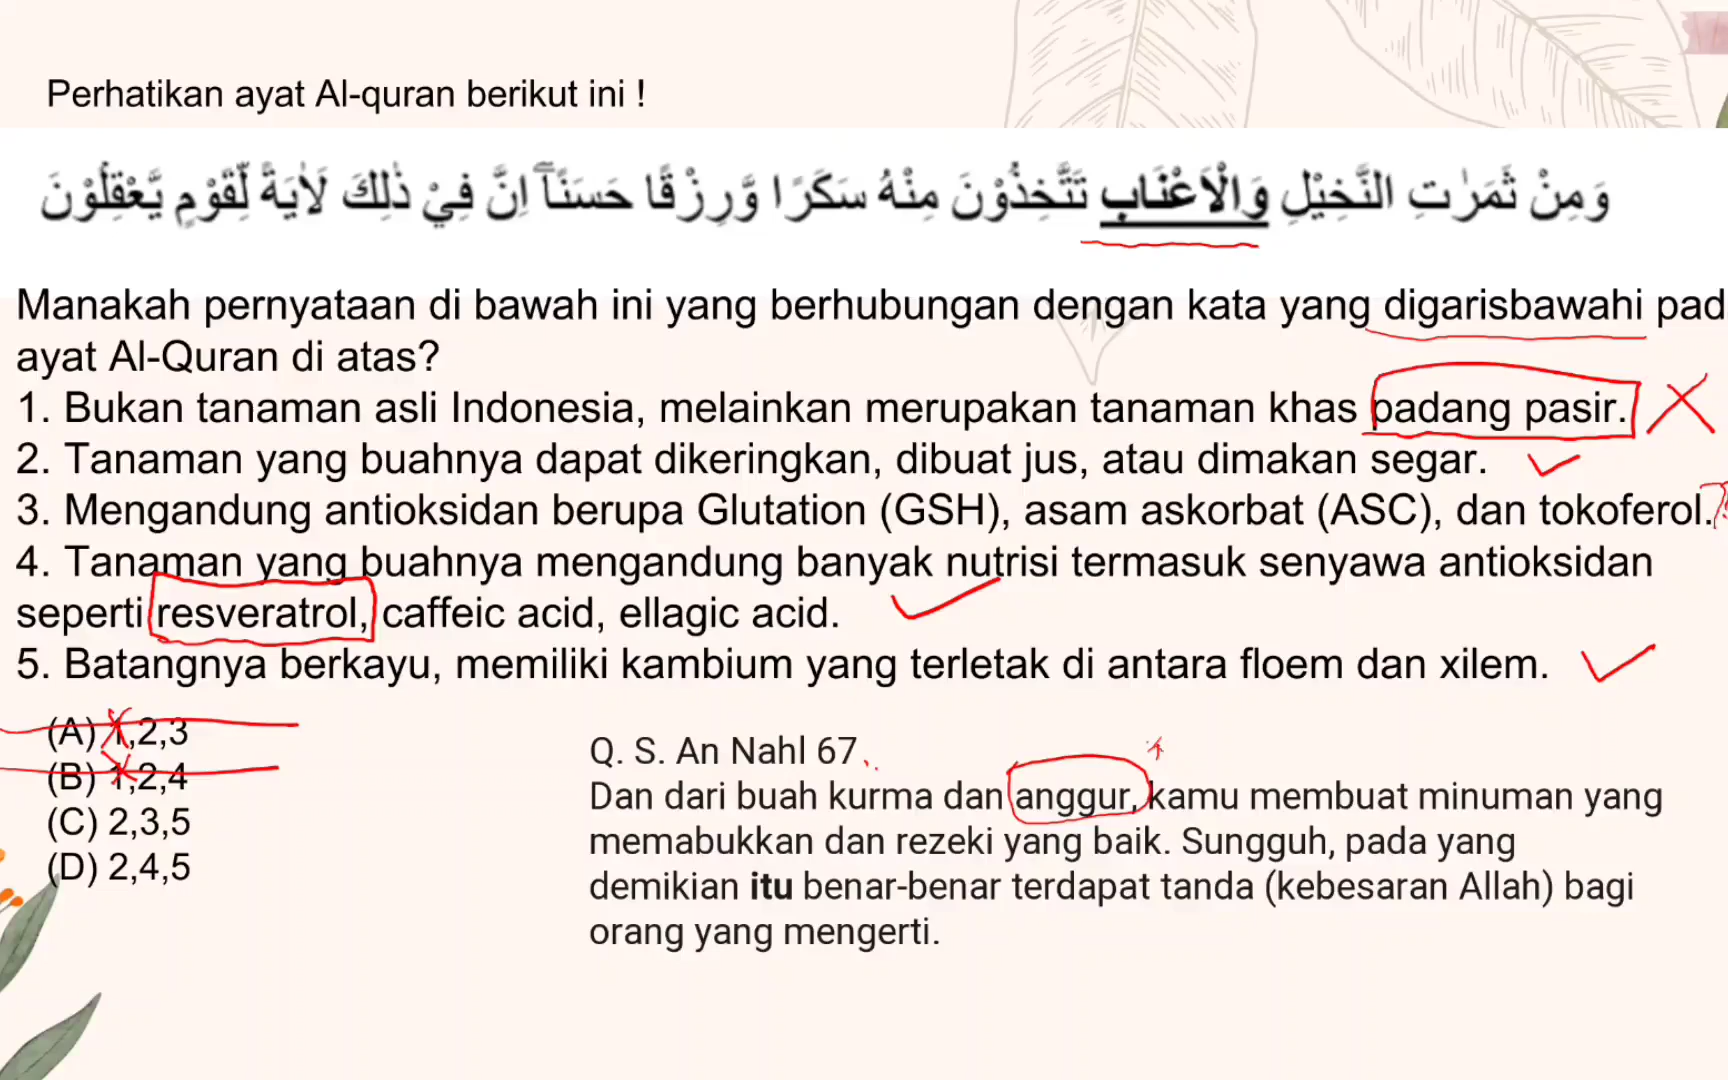 Perhatikan ayat Al-quran berikut ini !
وَمِنْ ثَمَرٰتِ النَّخِيْلِ وَالْاَعْنَابِ تَتَّخِذُوْنَ مِنْهُ سَكَرًا وَّرِزْقًا حَسَنًاۗ اِنَّ فِيْ ذٰلِكَ لَاٰيَةً لِّقَوْمٍ يَّعْقِلُوْنَ
Manakah pernyataan di bawah ini yang berhubungan dengan kata yang digarisbawahi pad
ayat Al-Quran di atas?
1. Bukan tanaman asli Indonesia, melainkan merupakan tanaman khas padang pasir.
2. Tanaman yang buahnya dapat dikeringkan, dibuat jus, atau dimakan segar.
3. Mengandung antioksidan berupa Glutation (GSH), asam askorbat (ASC), dan tokoferol.
4. Tanaman yang buahnya mengandung banyak nutrisi termasuk senyawa antioksidan
seperti resveratrol, caffeic acid, ellagic acid.
5. Batangnya berkayu, memiliki kambium yang terletak di antara floem dan xilem.
(A) 1,2,3
(B) 1,2,4
(C) 2,3,5
(D) 2,4,5
Q. S. An Nahl 67
Dan dari buah kurma dan anggur, kamu membuat minuman yang
memabukkan dan rezeki yang baik. Sungguh, pada yang
demikian itu benar-benar terdapat tanda (kebesaran Allah) bagi
orang yang mengerti.